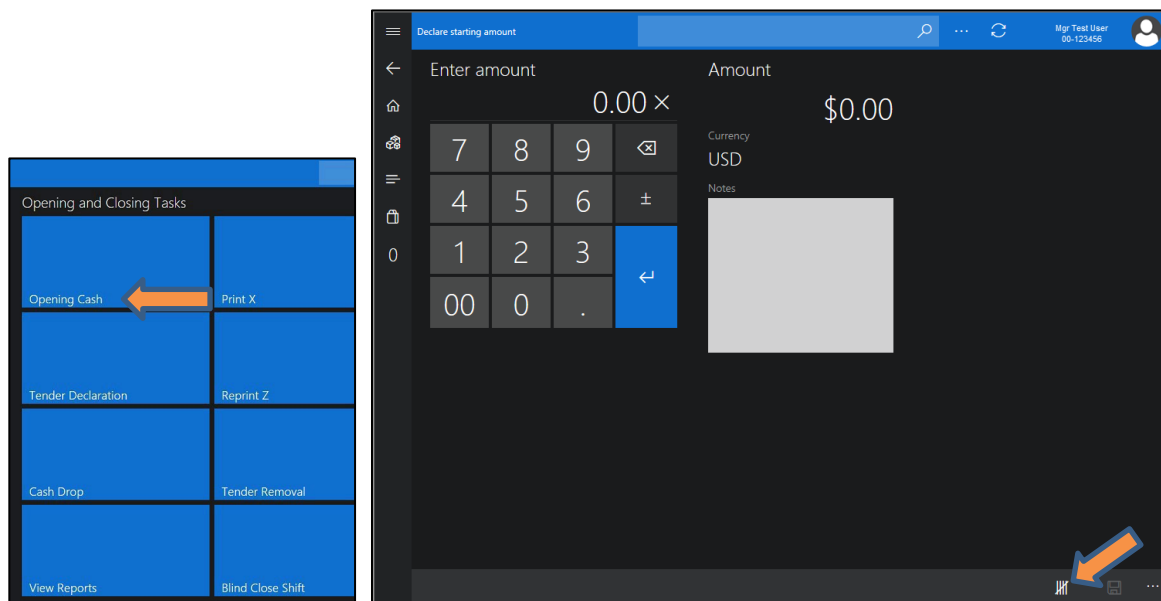 Opening and Closing Tasks
Opening Cash
Print X
Tender Declaration
Reprint Z
Cash Drop
Tender Removal
View Reports
Blind Close Shift
Declare starting amount
Mgr Test User
00-123456
Enter amount
0.00 ×
7 8 9
4 5 6 ±
1 2 3
00 0 .
0
Amount
$0.00
Currency
USD
Notes